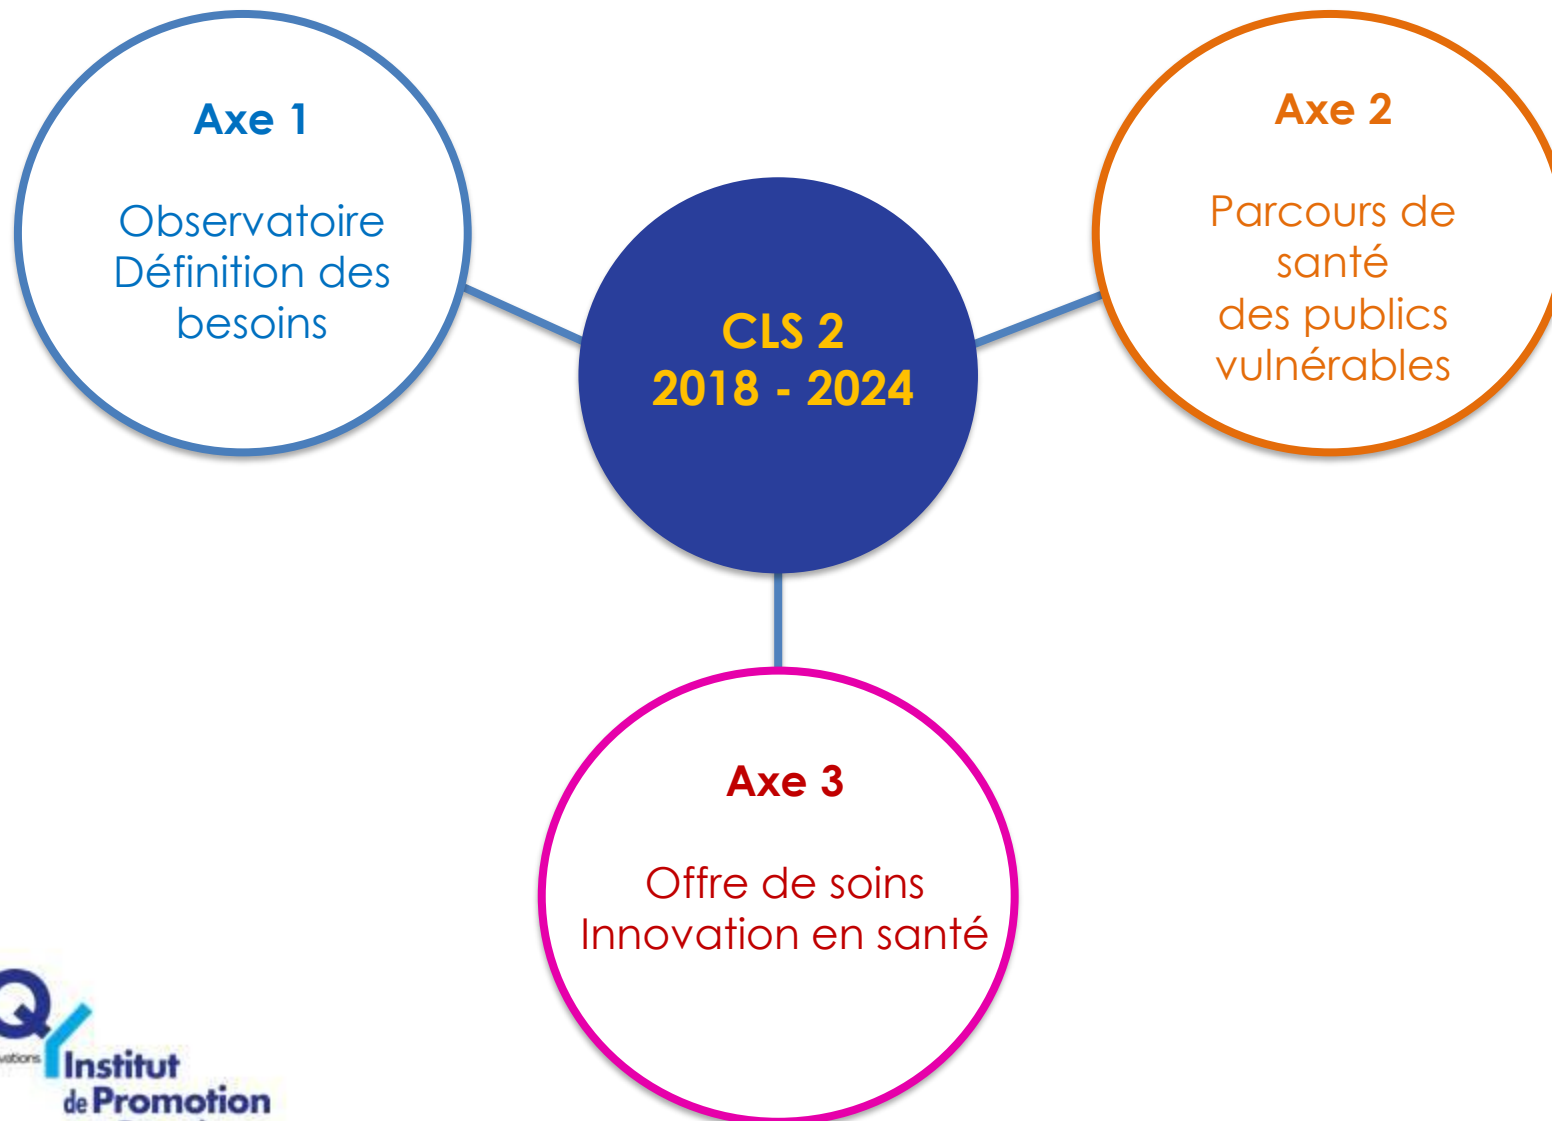 Axe 1
Observatoire
Définition des
besoins
Axe 2
Parcours de
santé
des publics
vulnérables
CLS 2
2018 - 2024
Axe 3
Offre de soins
Innovation en santé
Q
Institut
de Promotion